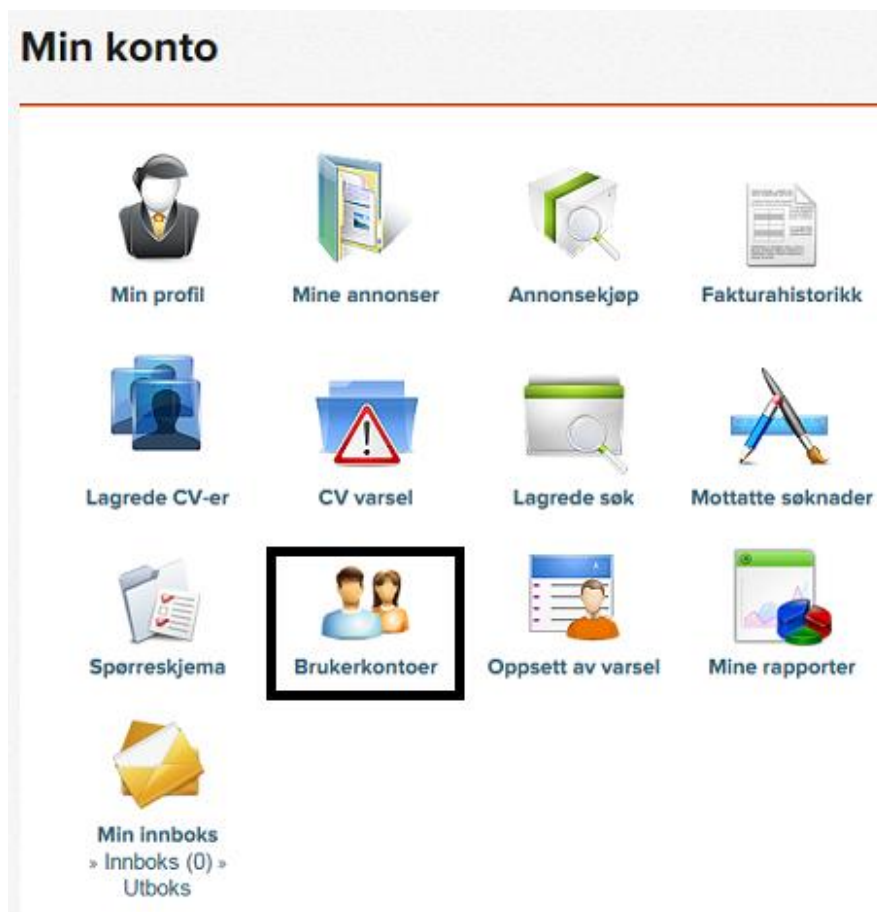 Min konto
Min profil
Mine annonser
Annonsekjøp
Fakturahistorikk
Lagrede CV-er
CV varsel
Lagrede søk
Mottatte søknader
Spørreskjema
Brukerkontoer
Oppsett av varsel
Mine rapporter
Min innboks
» Innboks (0) »
Utboks